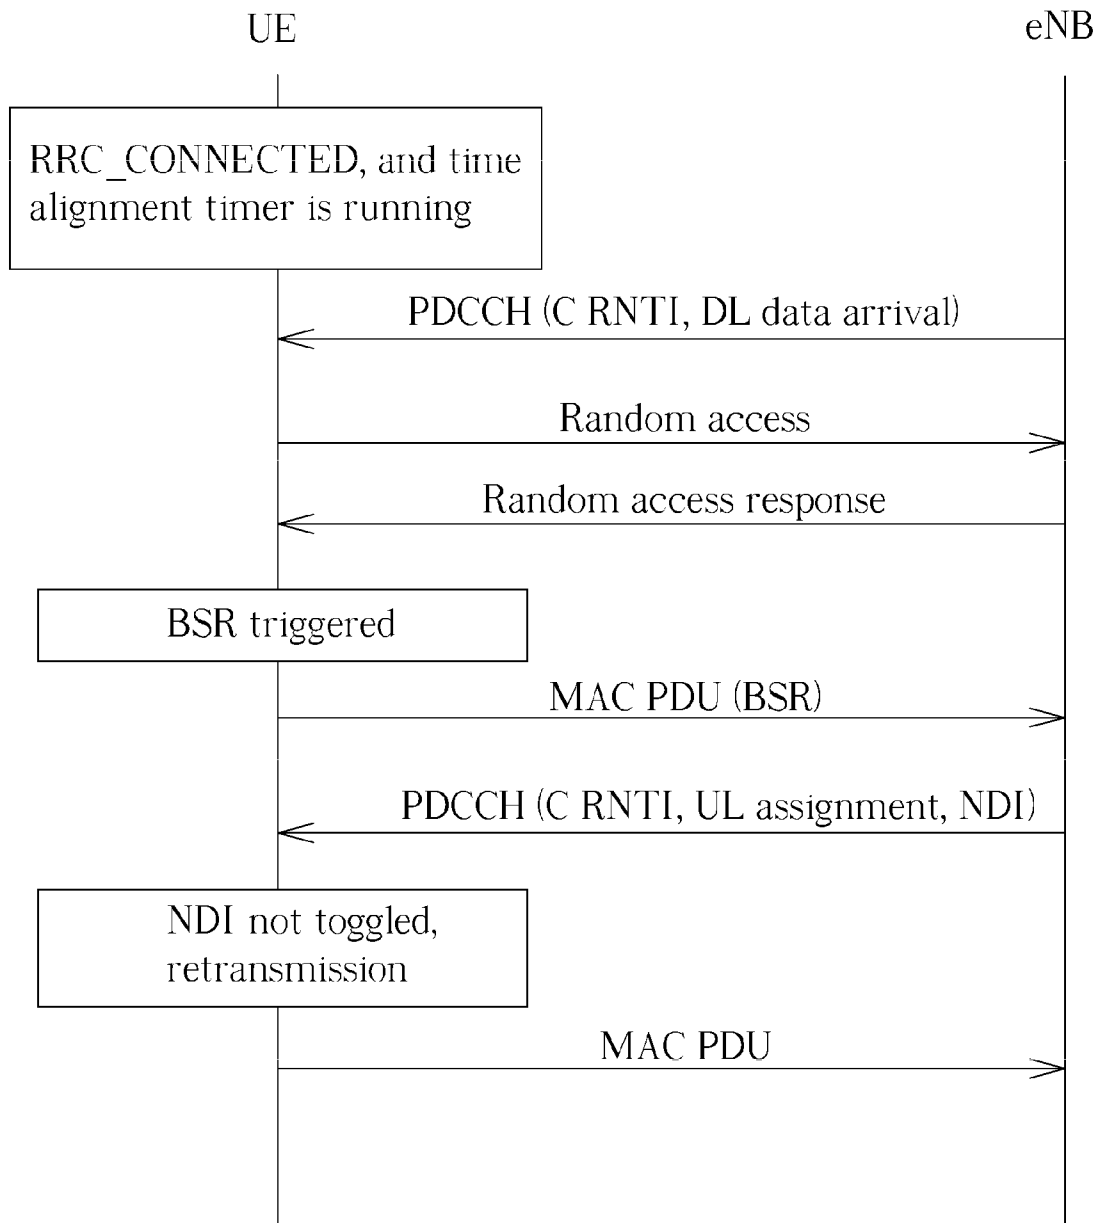 UE
eNB
RRC_CONNECTED, and time
alignment timer is running
PDCCH (C RNTI, DL data arrival)
Random access
Random access response
BSR triggered
MAC PDU (BSR)
PDCCH (C RNTI, UL assignment, NDI)
NDI not toggled,
retransmission
MAC PDU